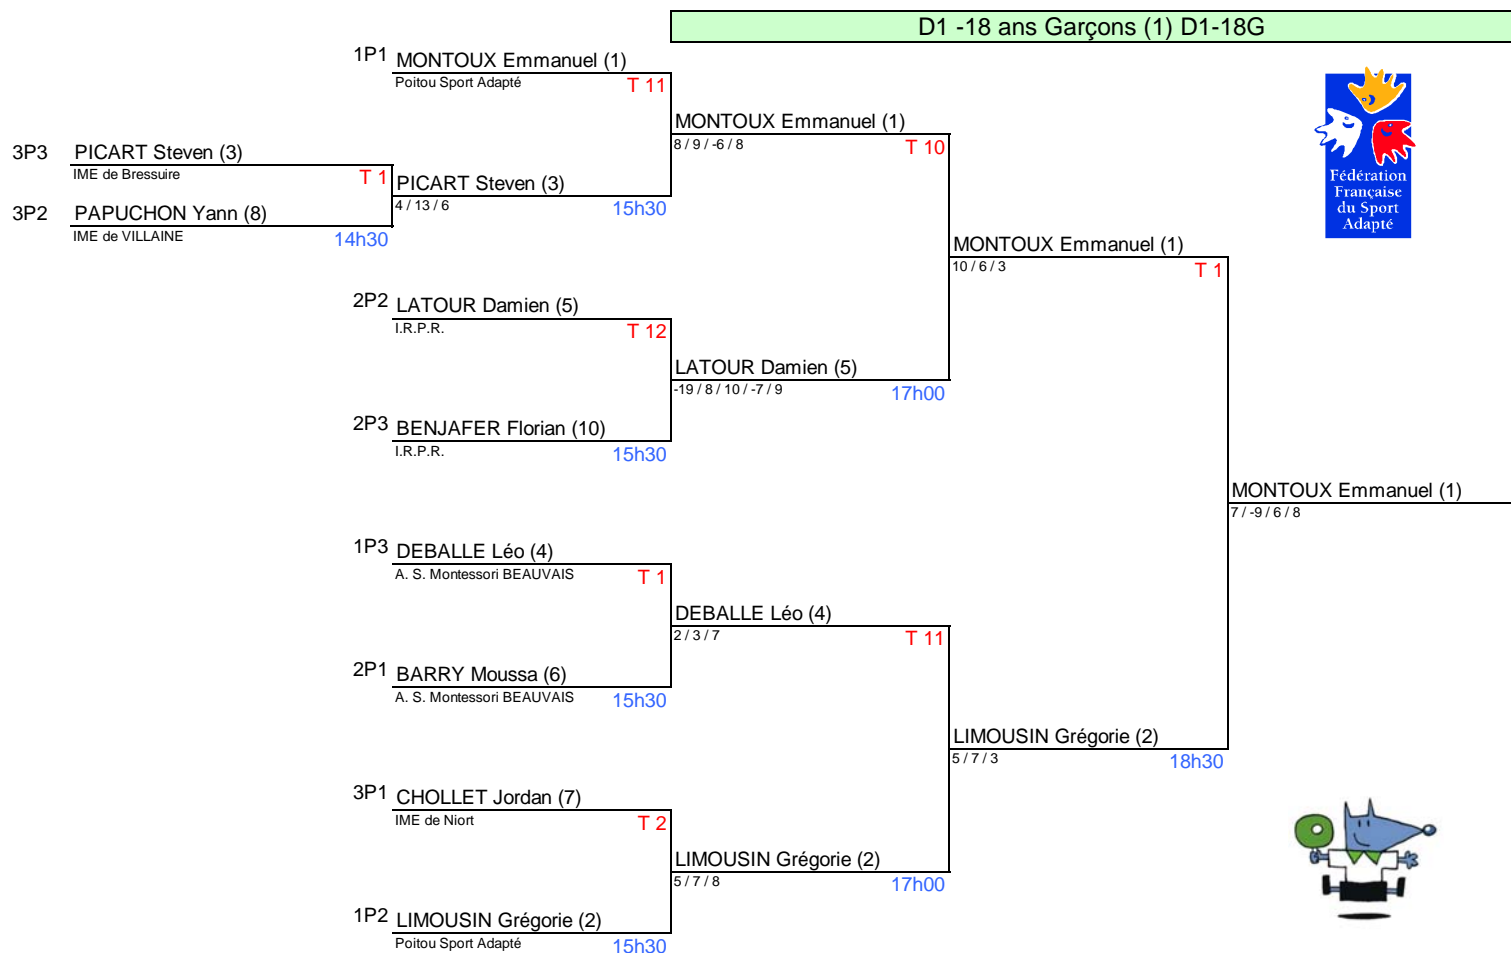 D1 -18 ans Garçons (1) D1-18G
1P1 MONTOUX Emmanuel (1)
Poitou Sport Adapté T 11
MONTOUX Emmanuel (1)
8 / 9 / -6 / 8 T 10
3P3 PICART Steven (3)
IME de Bressuire T 1
PICART Steven (3)
4 / 13 / 6 15h30
3P2 PAPUCHON Yann (8)
IME de VILLAINE 14h30
Fédération
Française
du Sport
Adapté
MONTOUX Emmanuel (1)
10 / 6 / 3 T 1
2P2 LATOUR Damien (5)
I.R.P.R. T 12
LATOUR Damien (5)
-19 / 8 / 10 / -7 / 9 17h00
2P3 BENJAFER Florian (10)
I.R.P.R. 15h30
MONTOUX Emmanuel (1)
7 / -9 / 6 / 8
1P3 DEBALLE Léo (4)
A. S. Montessori BEAUVAIS T 1
DEBALLE Léo (4)
2 / 3 / 7 T 11
2P1 BARRY Moussa (6)
A. S. Montessori BEAUVAIS 15h30
LIMOUSIN Grégorie (2)
5 / 7 / 3 18h30
3P1 CHOLLET Jordan (7)
IME de Niort T 2
LIMOUSIN Grégorie (2)
5 / 7 / 8 17h00
1P2 LIMOUSIN Grégorie (2)
Poitou Sport Adapté 15h30